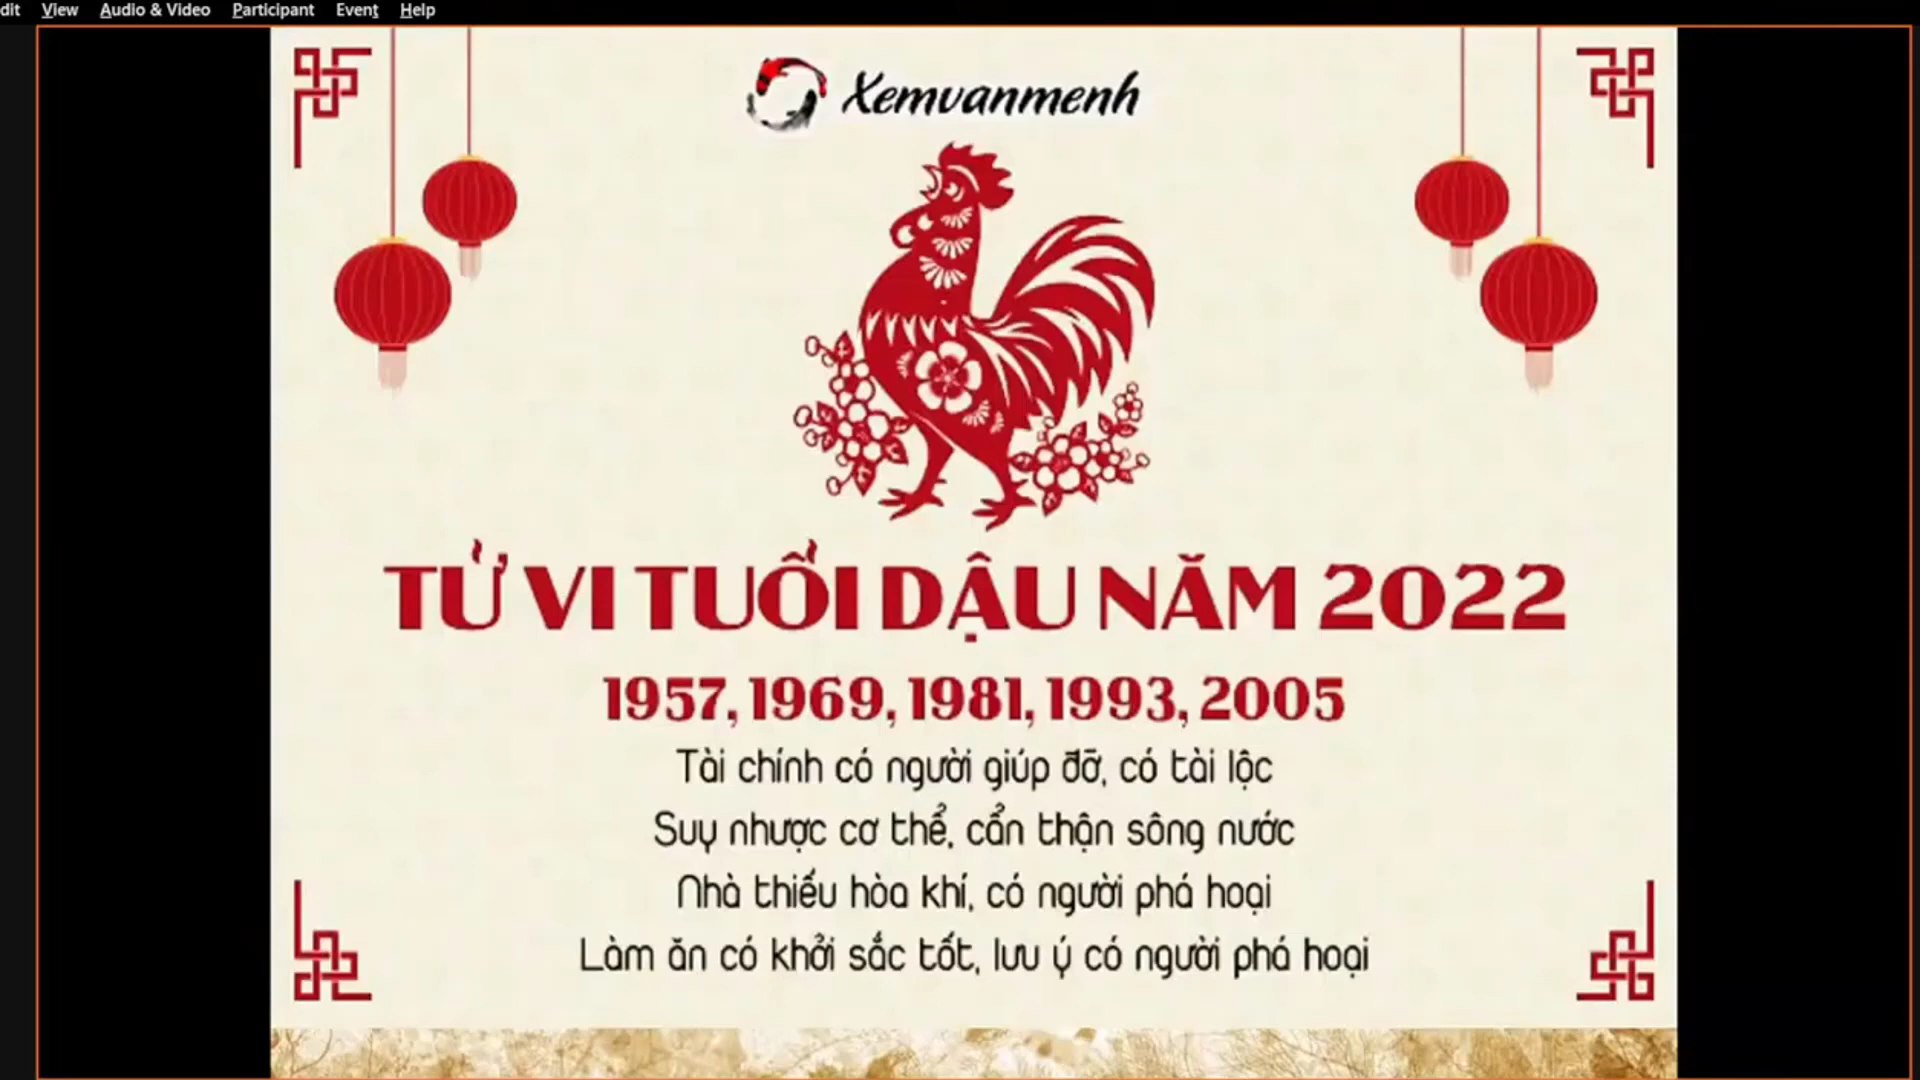 dit View Audio & Video Participant Event Help
Xemvanmenh
TỬ VI TUỔI DẬU NĂM 2022
1957, 1969, 1981, 1993, 2005
Tài chính có người giúp đỡ, có tài lộc
Suy nhược cơ thể, cẩn thận sông nước
Nhà thiếu hòa khí, có người phá hoại
Làm ăn có khởi sắc tốt, lưu ý có người phá hoại